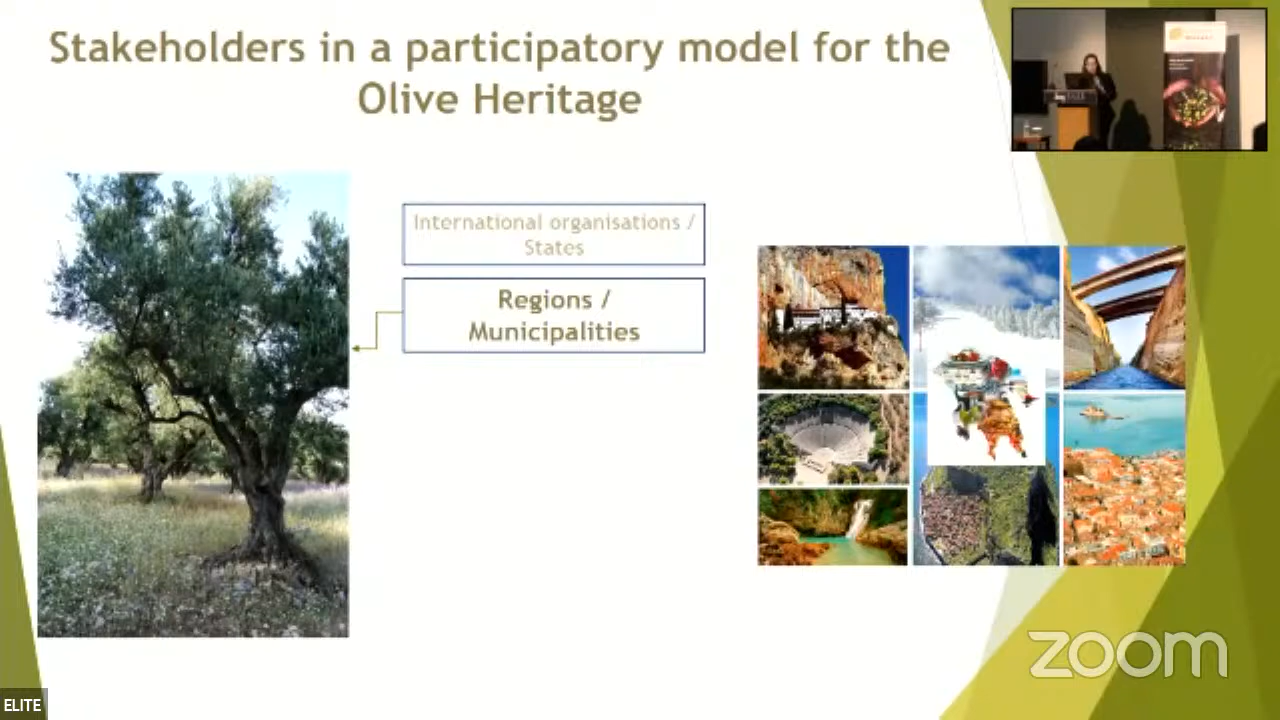 Stakeholders in a participatory model for the
Olive Heritage
International organisations /
States
Regions /
Municipalities
zoom
ELITE